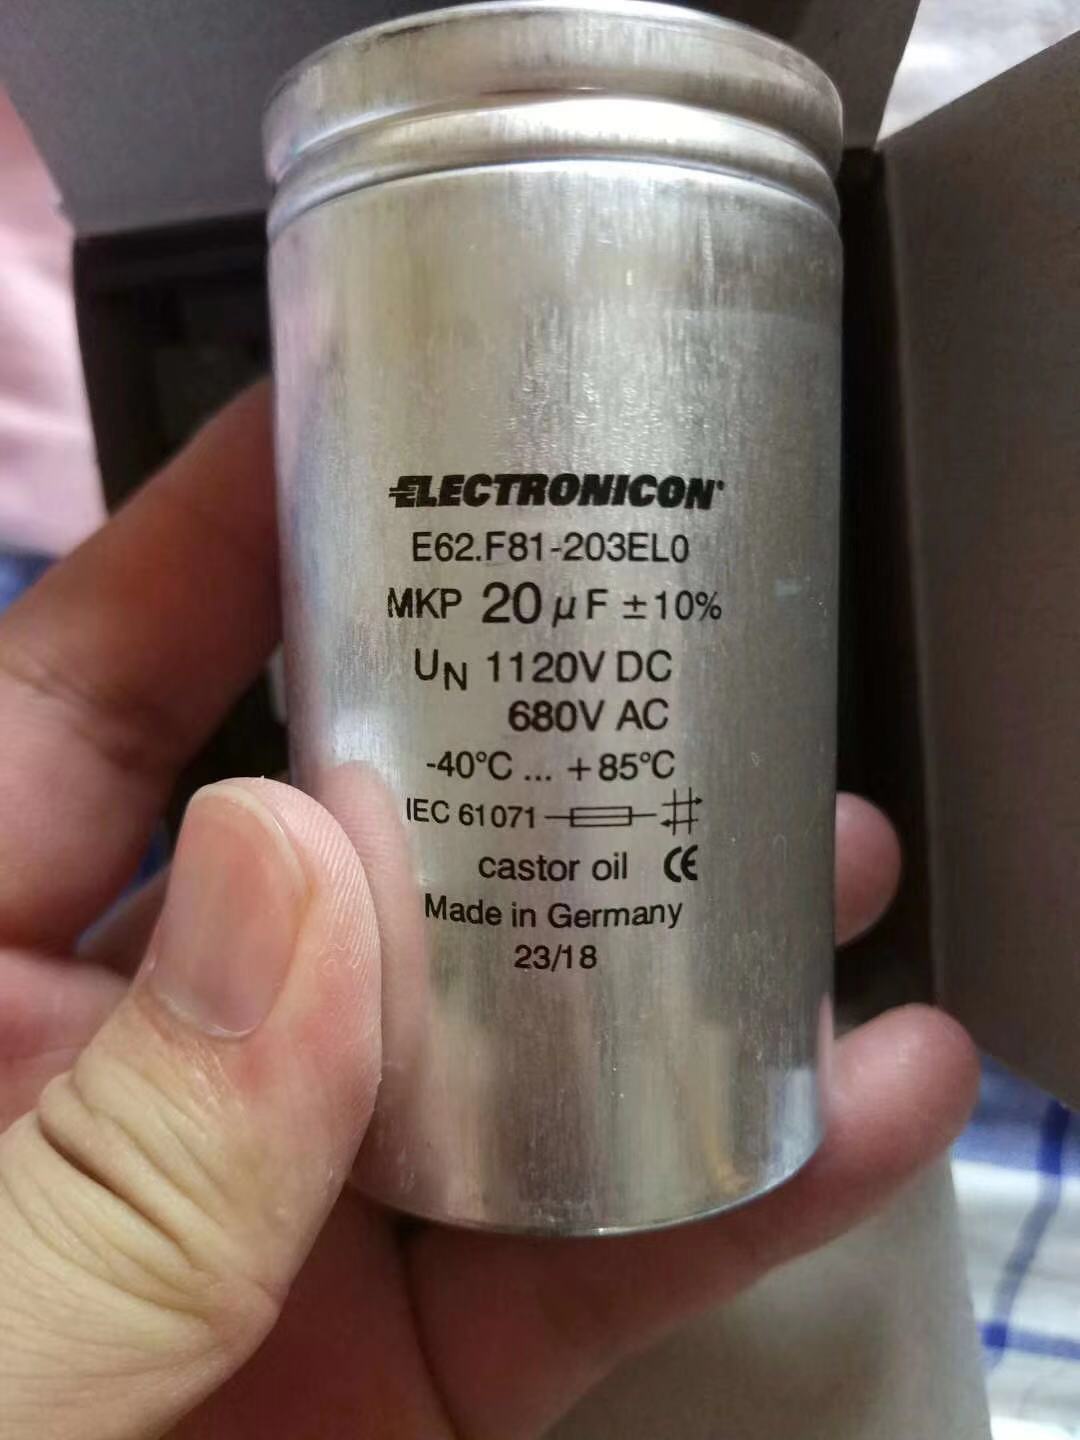 ELECTRONICON®
E62.F81-203EL0
MKP 20 µF ±10%
UN 1120V DC
680V AC
-40°C ... +85°C
IEC 61071
castor oil CE
Made in Germany
23/18